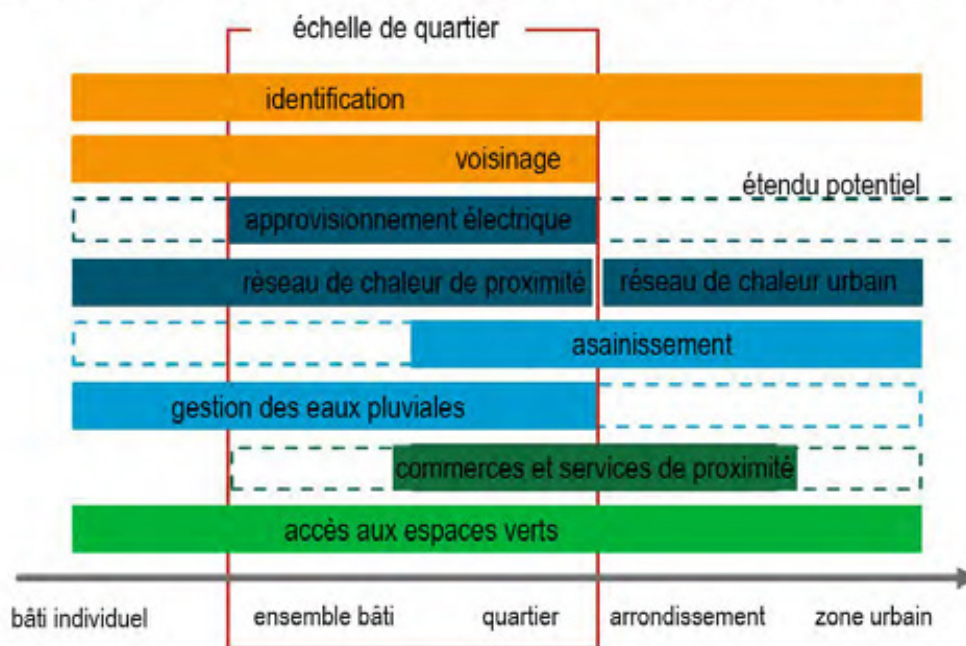 échelle de quartier
identification
voisinage
étendu potentiel
approvisionnement électrique
réseau de chaleur de proximité
réseau de chaleur urbain
asainissement
gestion des eaux pluviales
commerces et services de proximité
accès aux espaces verts
bâti individuel
ensemble bâti
quartier
arrondissement
zone urbain